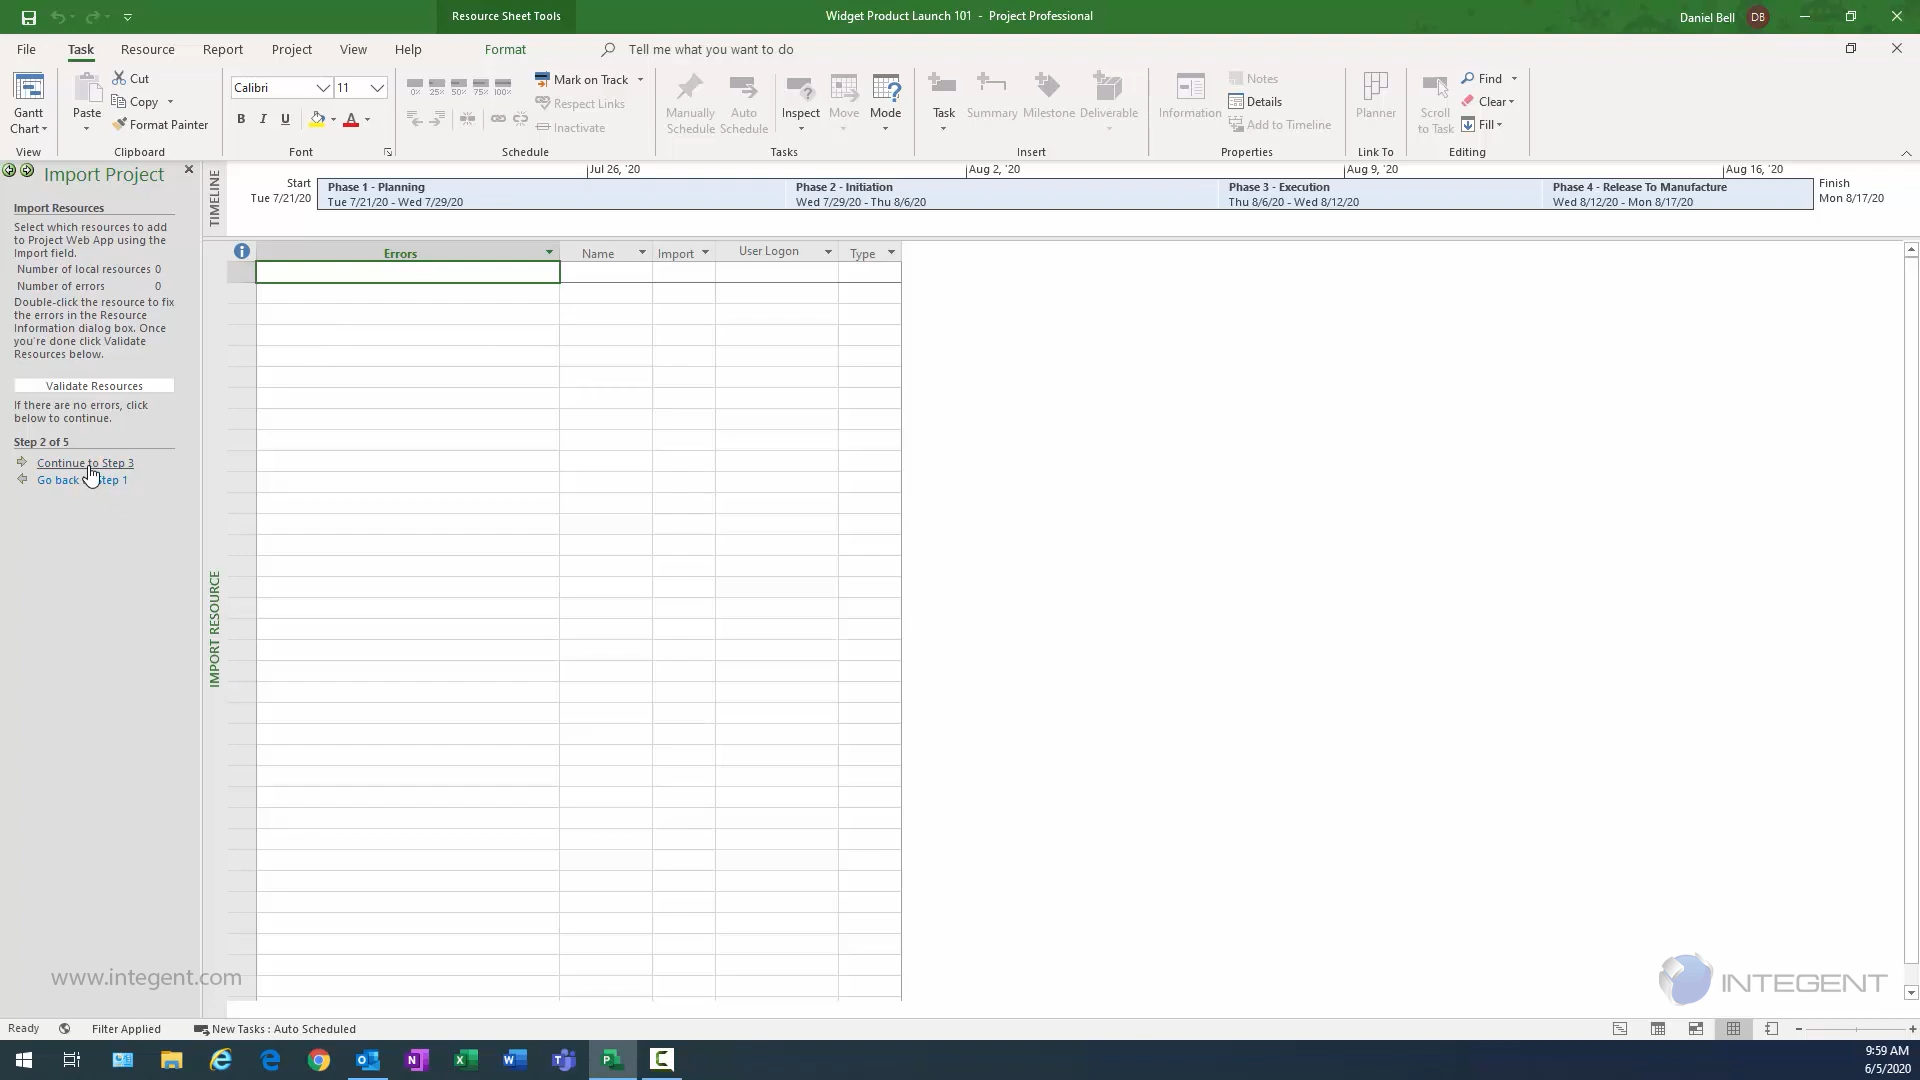 Resource Sheet Tools
Widget Product Launch 101 - Project Professional
Daniel Bell
DB
File
Task
Resource
Report
Project
View
Help
Format
Tell me what you want to do
Gantt
Chart
View
Paste
Cut
Copy
Format Painter
Clipboard
Calibri
11
B I U
A
Font
0%
25%
50%
75%
100%
Mark on Track
Respect Links
Inactivate
Schedule
Manually
Schedule
Auto
Schedule
Inspect
Move
Mode
Tasks
Task
Summary
Milestone
Deliverable
Insert
Information
Notes
Details
Add to Timeline
Properties
Planner
Link To
Scroll
to Task
Find
Clear
Fill
Editing
Import Project
Import Resources
Select which resources to add
to Project Web App using the
Import field.
Number of local resources 0
Number of errors 0
Double-click the resource to fix
the errors in the Resource
Information dialog box. Once
you're done click Validate
Resources below.
Validate Resources
If there are no errors, click
below to continue.
Step 2 of 5
Continue to Step 3
Go back Step 1
TIMELINE
Start
Tue 7/21/20
Jul 26, '20
Aug 2, '20
Aug 9, '20
Aug 16, '20
Phase 1 - Planning
Tue 7/21/20 - Wed 7/29/20
Phase 2 - Initiation
Wed 7/29/20 - Thu 8/6/20
Phase 3 - Execution
Thu 8/6/20 - Wed 8/12/20
Phase 4 - Release To Manufacture
Wed 8/12/20 - Mon 8/17/20
Finish
Mon 8/17/20
Errors
Name
Import
User Logon
Type
IMPORT RESOURCE
www.integent.com
INTEGENT
Ready
Filter Applied
New Tasks : Auto Scheduled
9:59 AM
6/5/2020